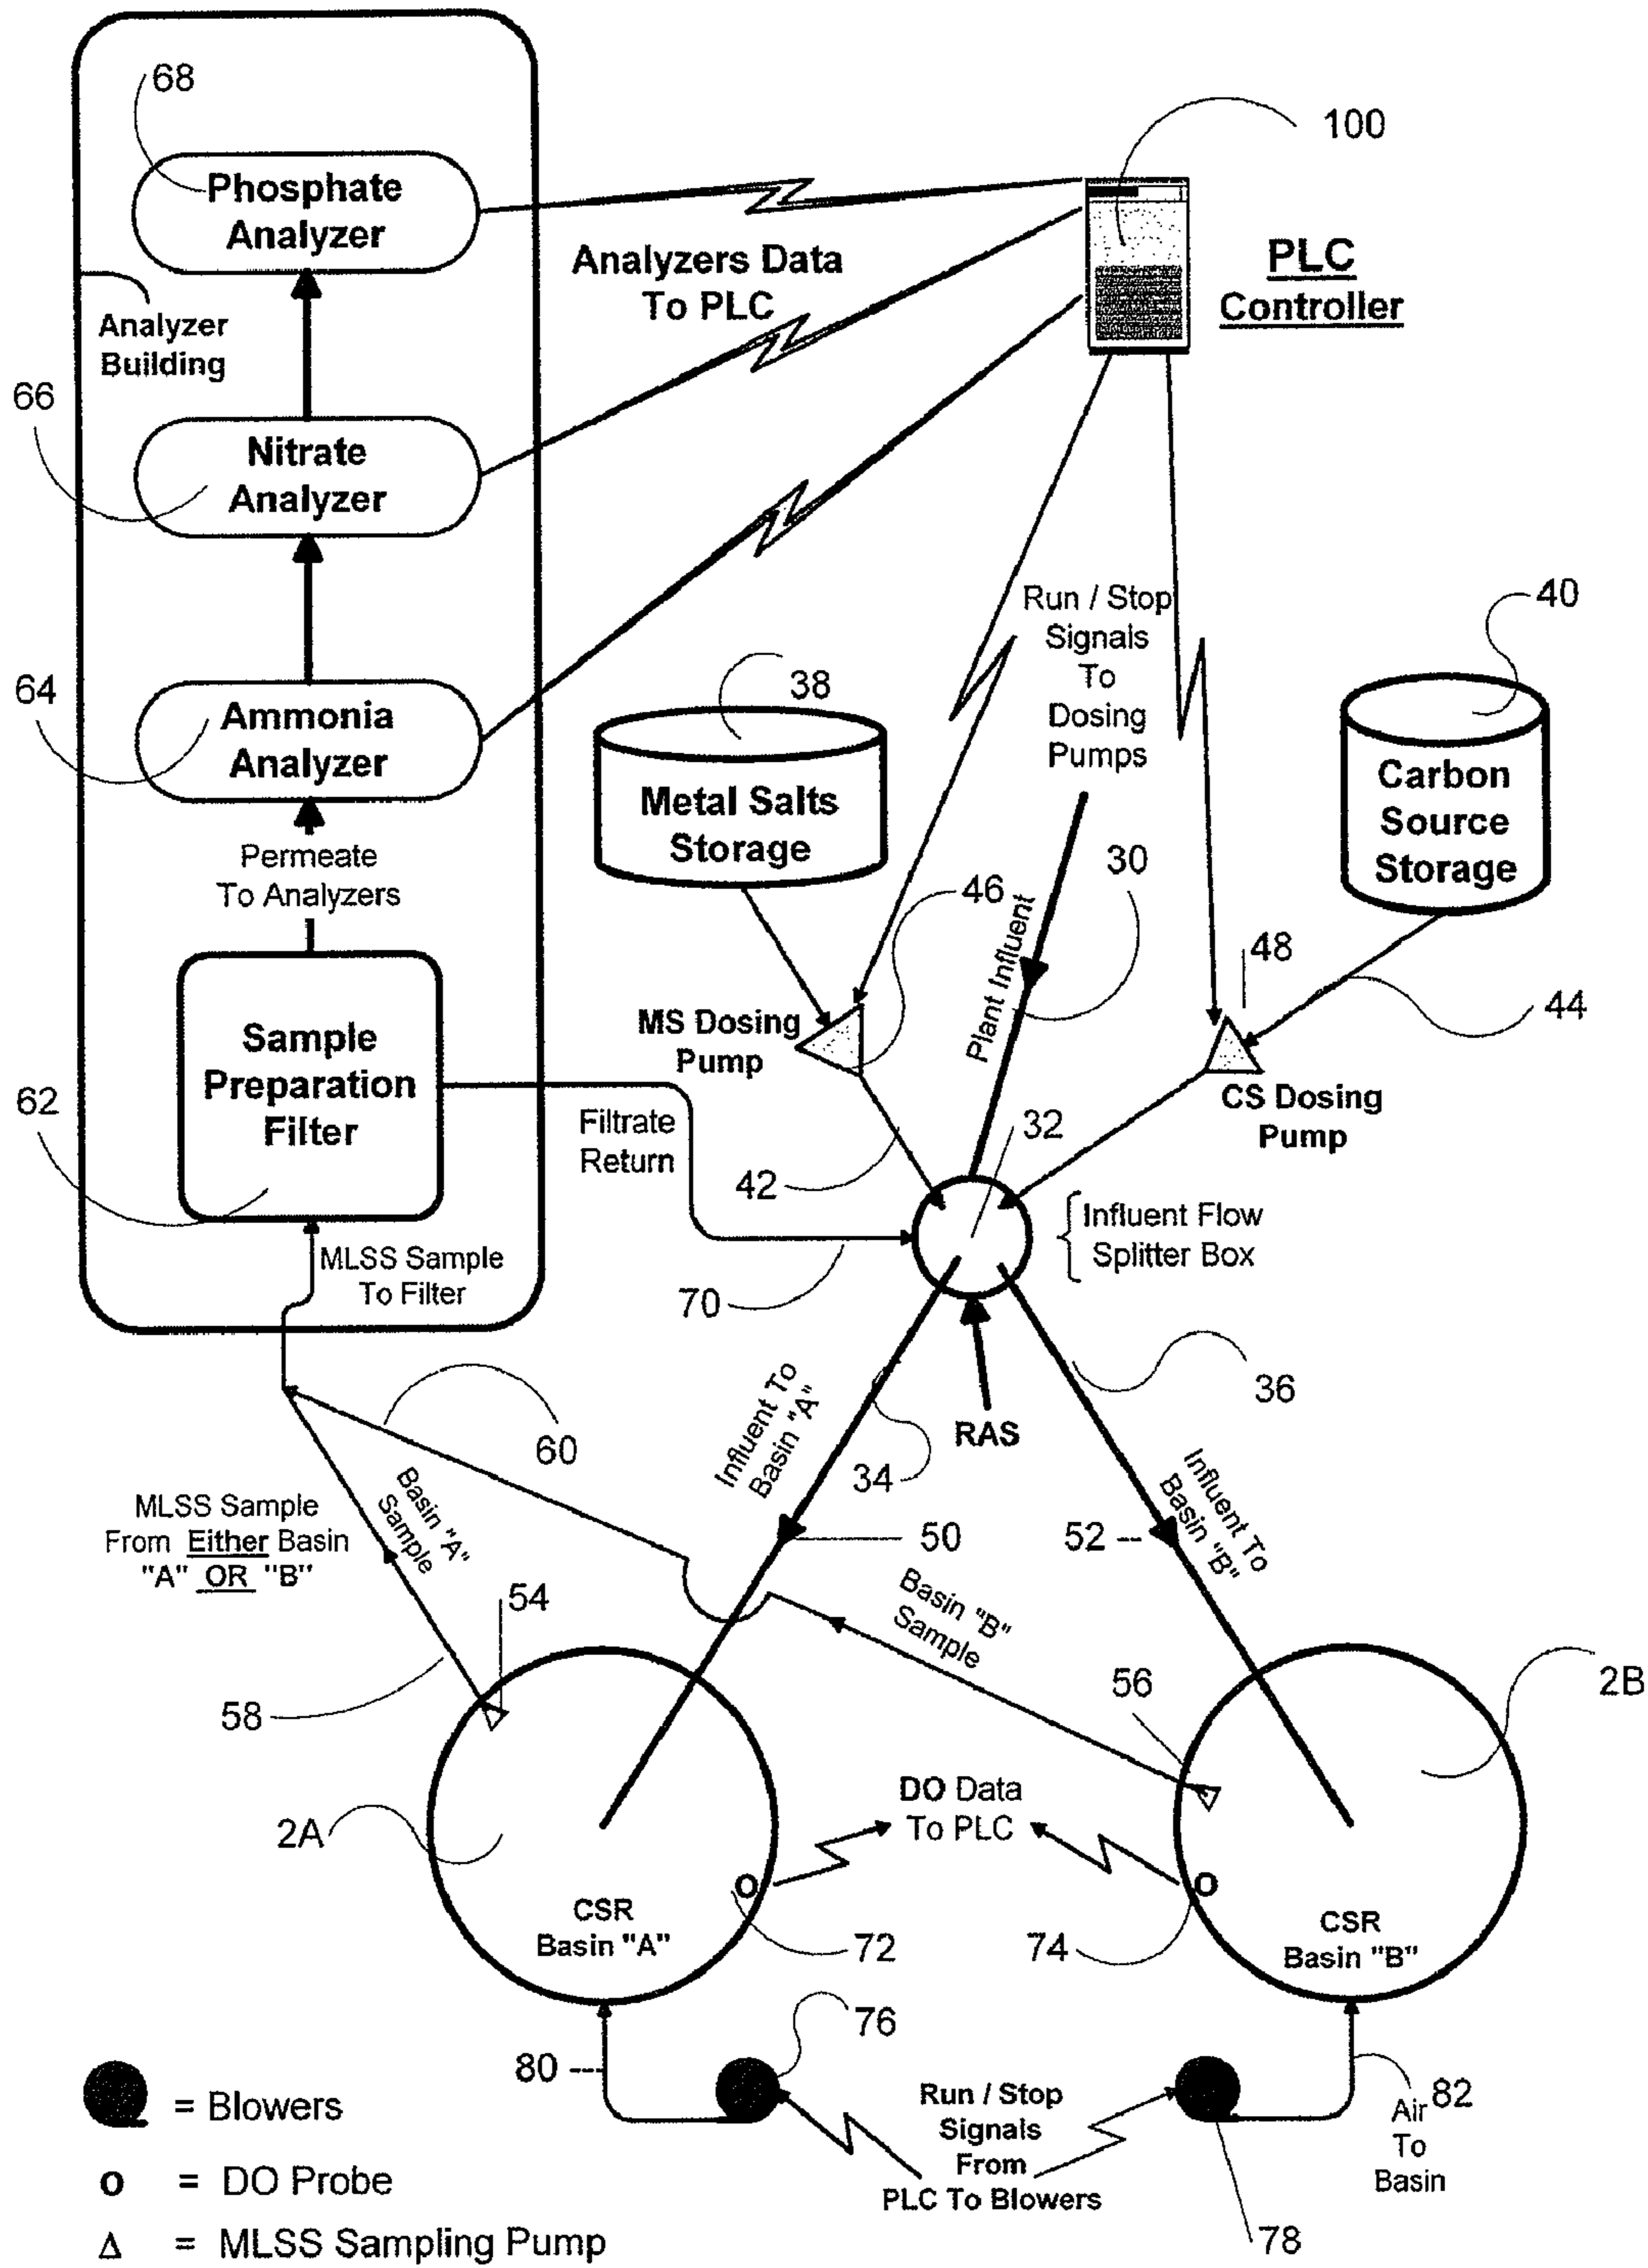 68
100
Phosphate
Analyzer
Analyzers Data
To PLC
PLC
Controller
Analyzer
Building
66
Nitrate
Analyzer
Run / Stop
Signals
To
Dosing
Pumps
40
64
Ammonia
Analyzer
38
Metal Salts
Storage
Carbon
Source
Storage
Permeate
To Analyzers
30
46
Plant Influent
48
44
MS Dosing
Pump
Sample
Preparation
Filter
CS Dosing
Pump
62
Filtrate
Return
32
42
Influent Flow
Splitter Box
MLSS Sample
To Filter
70
36
RAS
Influent To
Basin "A"
34
60
Influent To
Basin "B"
MLSS Sample
From Either Basin
"A" OR "B"
Basin "A"
Sample
50
52
54
Basin "B"
Sample
58
56
2B
2A
DO Data
To PLC
CSR
Basin "A"
72
74
CSR
Basin "B"
76
80
82
Air
To
Basin
Run / Stop
Signals
From
PLC To Blowers
78
= Blowers
o = DO Probe
Δ = MLSS Sampling Pump